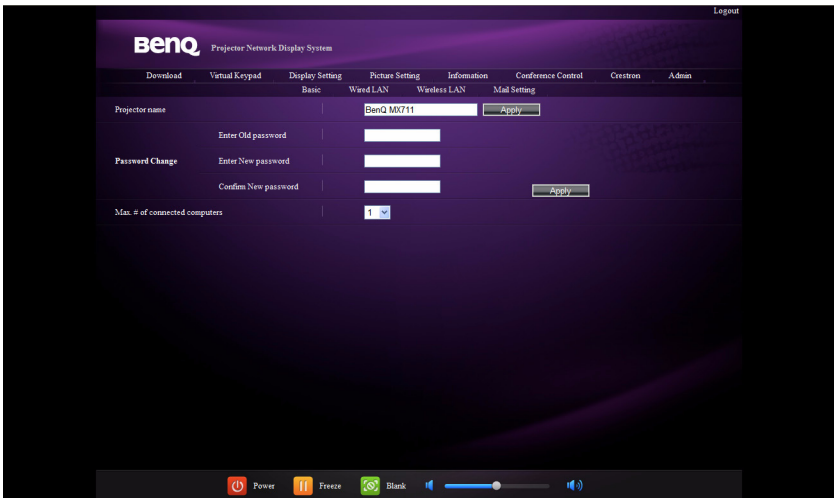 Logout
BenQ Projector Network Display System
Download Virtual Keypad Display Setting Picture Setting Information Conference Control Crestron Admin
Basic Wired LAN Wireless LAN Mail Setting
Projector name BenQ MX711 Apply
Enter Old password
Password Change Enter New password
Confirm New password Apply
Max. # of connected computers 1
Power Freeze Blank